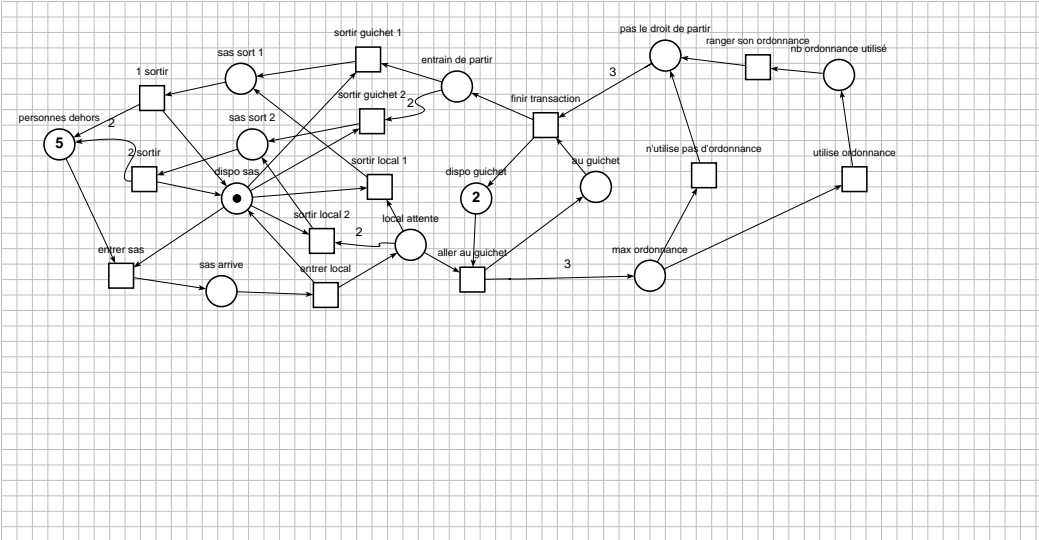 pas le droit de partir
sortir guichet 1
ranger son ordonnance
nb ordonnance utilisé
sas sort 1
entrain de partir
1 sortir
3
sortir guichet 2
2
finir transaction
personnes dehors
2
sas sort 2
5
2 sortir
n'utilise pas d'ordonnance
utilise ordonnance
sortir local 1
au guichet
dispo sas
dispo guichet
2
sortir local 2
local attente
2
entrer sas
aller au guichet
max ordonnance
sas arrive
entrer local
3